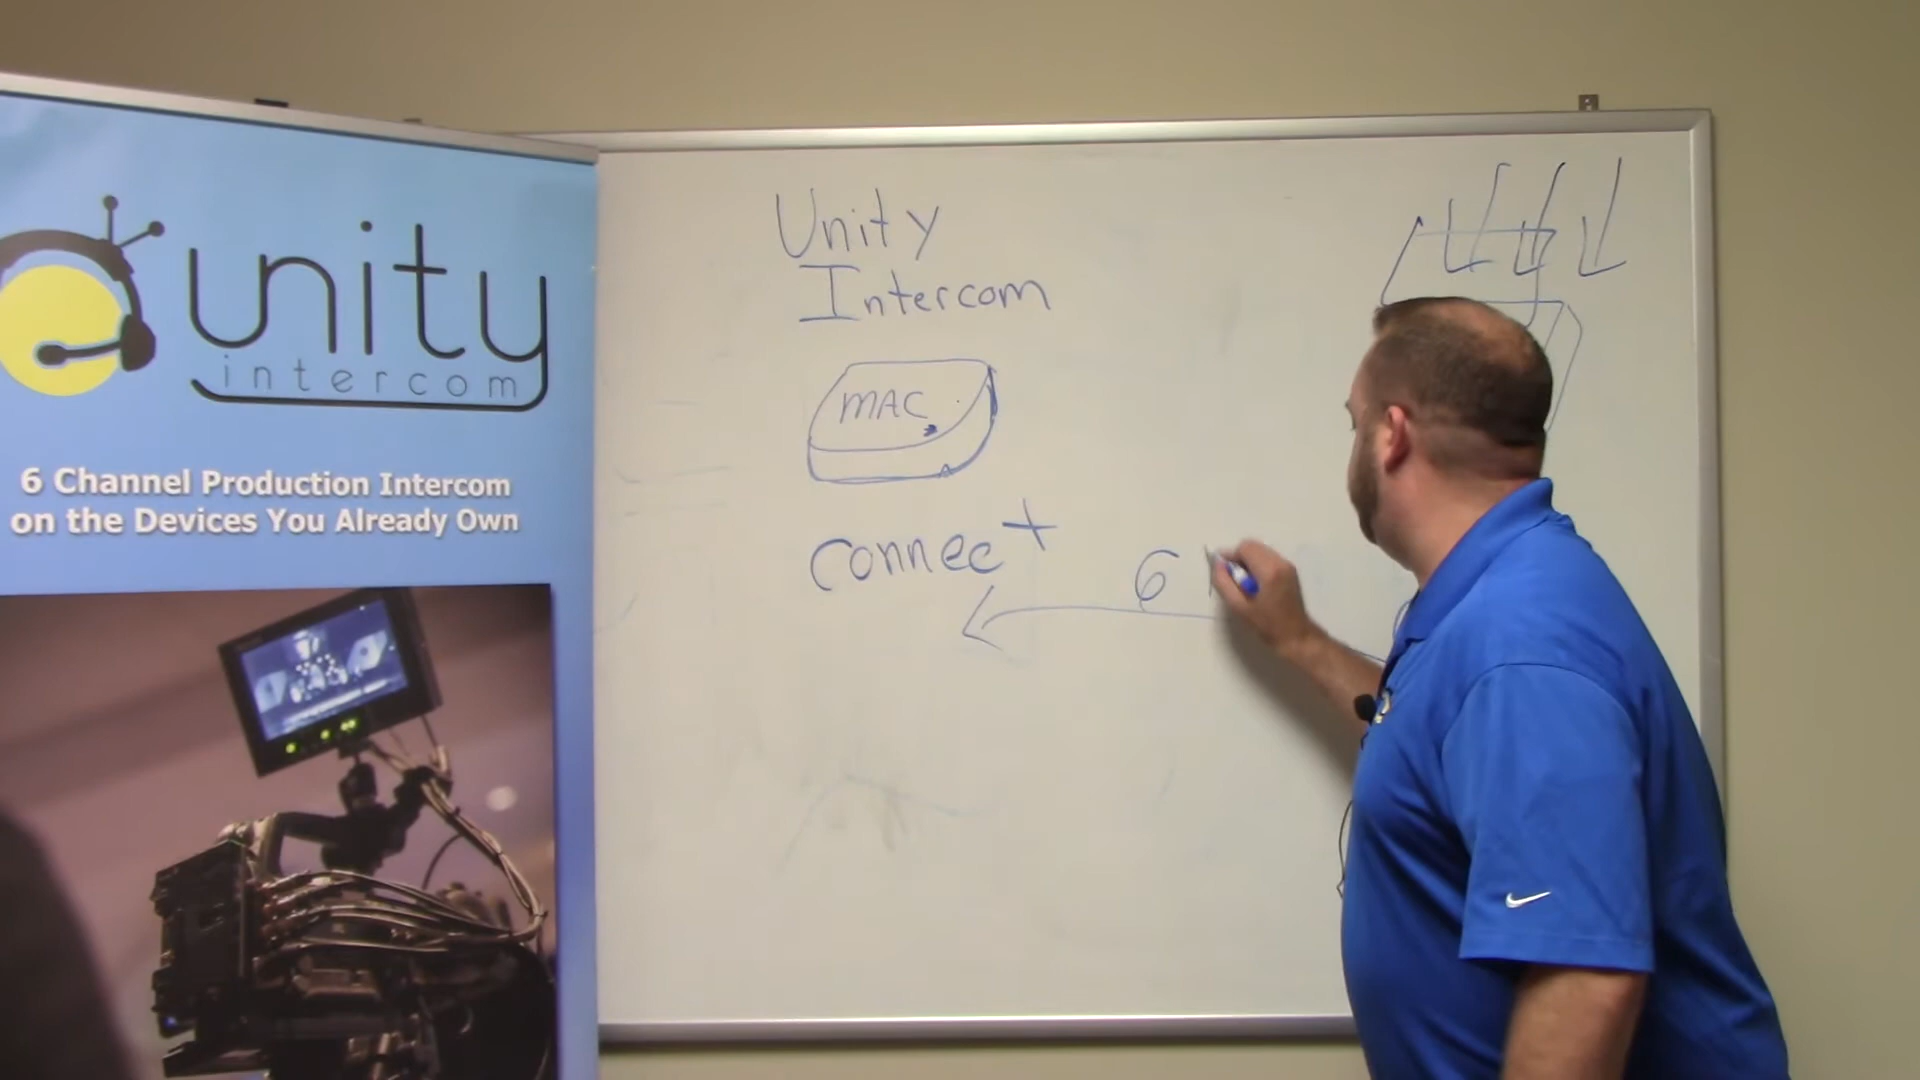 unity
intercom
6 Channel Production Intercom
on the Devices You Already Own
Unity
Intercom
MAC
connect
6